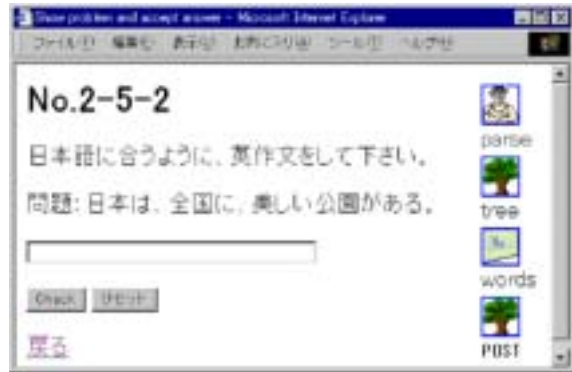 Show problem and accept answer - Microsoft Internet Explorer
ファイル(F) 編集(E) 表示(V) お気に入り(A) ツール(T) ヘルプ(H)
No.2-5-2
日本語に合うように、英作文をして下さい。
問題: 日本は、全国に、美しい公園がある。
Check リセット
戻る
parse
tree
words
POST